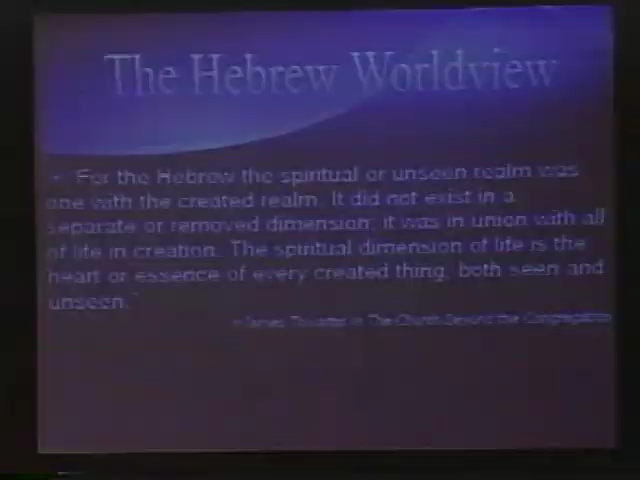 The Hebrew Worldview
• "For the Hebrew the spiritual or unseen realm was
one with the created realm. It did not exist in a
separate or removed dimension; it was in union with all
of life in creation. The spiritual dimension of life is the
heart or essence of every created thing, both seen and
unseen."
James Thwaites in The Church Beyond the Congregation